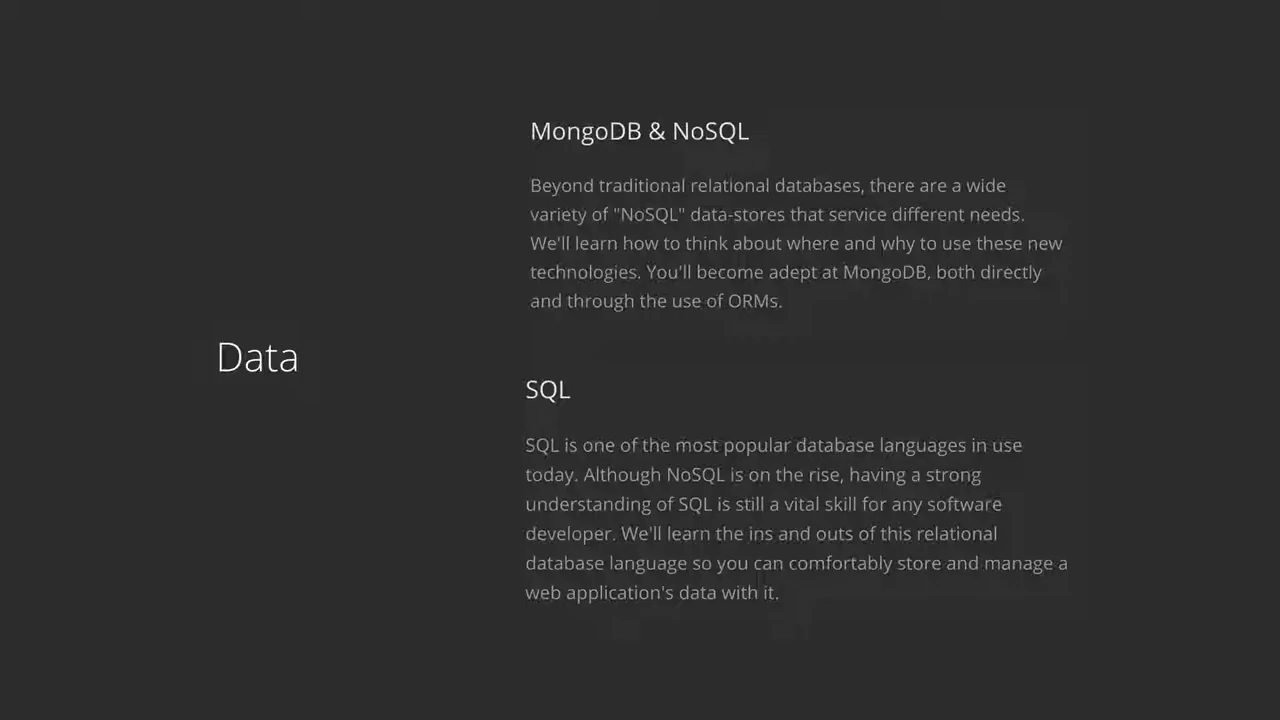 Data
MongoDB & NoSQL
Beyond traditional relational databases, there are a wide
variety of "NoSQL" data-stores that service different needs.
We'll learn how to think about where and why to use these new
technologies. You'll become adept at MongoDB, both directly
and through the use of ORMs.
SQL
SQL is one of the most popular database languages in use
today. Although NoSQL is on the rise, having a strong
understanding of SQL is still a vital skill for any software
developer. We'll learn the ins and outs of this relational
database language so you can comfortably store and manage a
web application's data with it.